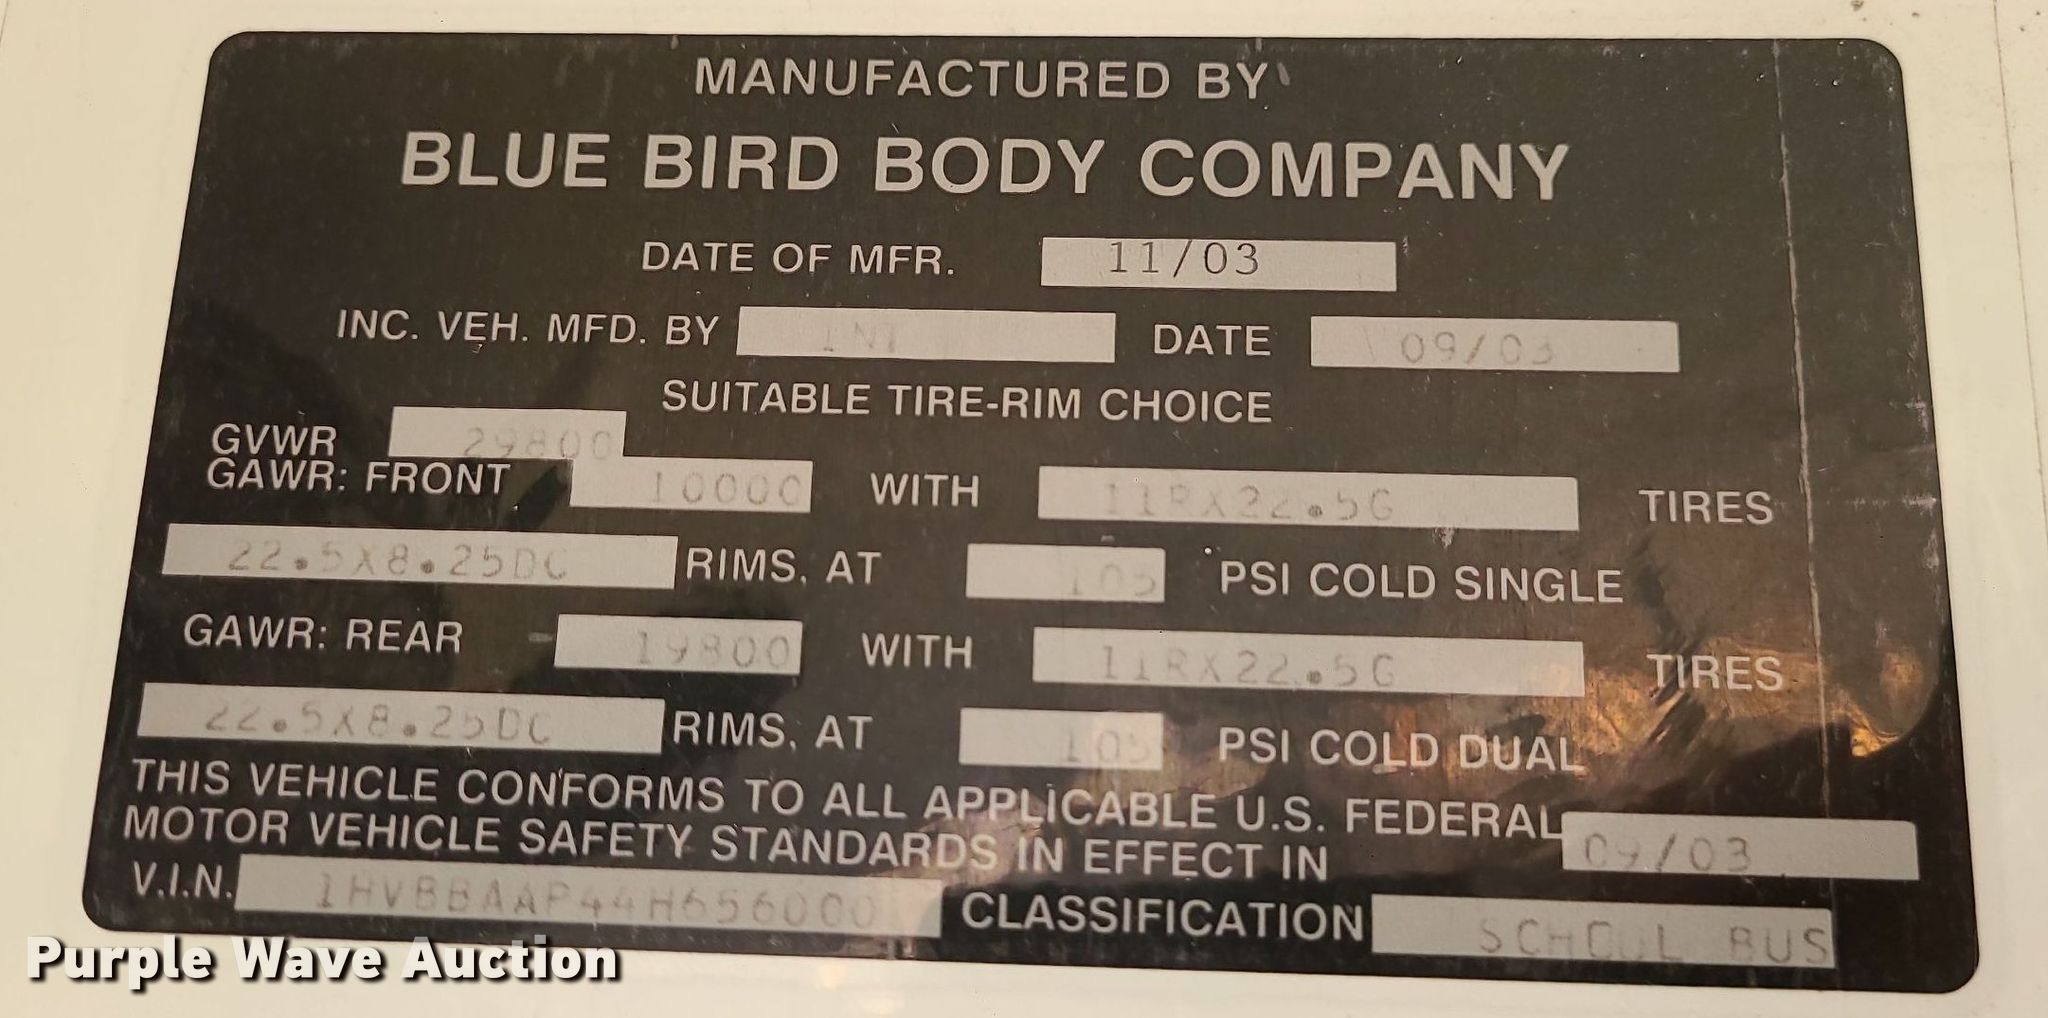 MANUFACTURED BY
BLUE BIRD BODY COMPANY
DATE OF MFR. 11/03
INC. VEH. MFD. BY INT DATE 09/03
SUITABLE TIRE-RIM CHOICE
GVWR 29800
GAWR: FRONT 10000 WITH 11RX22.5G TIRES
22.5X8.25DC RIMS, AT 105 PSI COLD SINGLE
GAWR: REAR 19800 WITH 11RX22.5G TIRES
22.5X8.25DC RIMS, AT 105 PSI COLD DUAL
THIS VEHICLE CONFORMS TO ALL APPLICABLE U.S. FEDERAL
MOTOR VEHICLE SAFETY STANDARDS IN EFFECT IN 09/03
V.I.N. CLASSIFICATION SCHOOL BUS
Purple Wave Auction